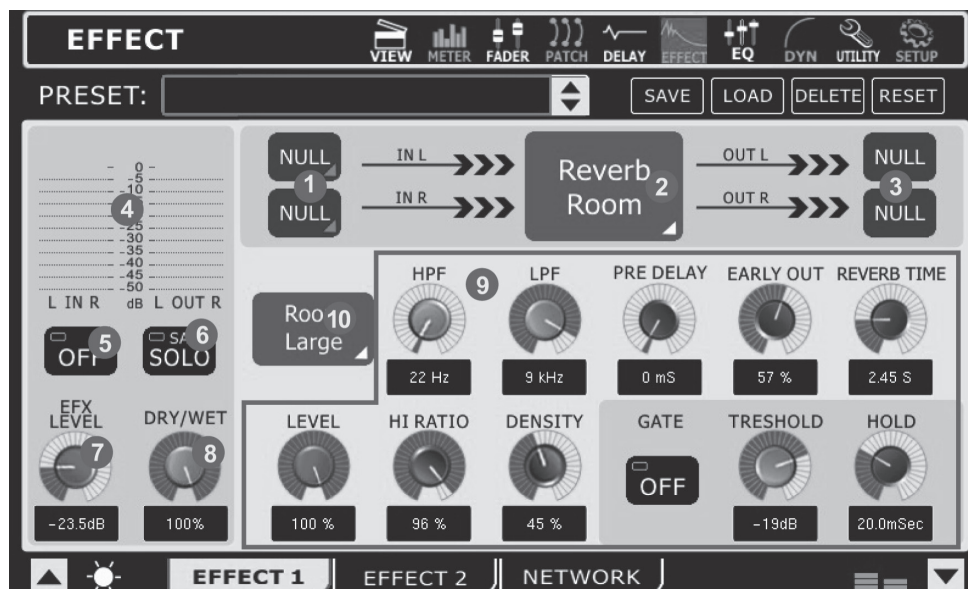 EFFECT
VIEW METER FADER PATCH DELAY EFFECT EQ DYN UTILITY SETUP
PRESET: SAVE LOAD DELETE RESET
NULL IN L Reverb Room OUT L NULL
1 2 3
NULL IN R OUT R NULL
0
-5
-10
4
-25
-30
-35
-40
-45
-50
L IN R dB L OUT R
5 OFF
6 SOLO
10 Large
9
HPF LPF PRE DELAY EARLY OUT REVERB TIME
22 Hz 9 kHz 0 mS 57 % 2.45 S
EFX LEVEL DRY/WET LEVEL HI RATIO DENSITY GATE TRESHOLD HOLD
7 8
OFF
-23.5dB 100% 100 % 96 % 45 % -19dB 20.0mSec
EFFECT 1 EFFECT 2 NETWORK